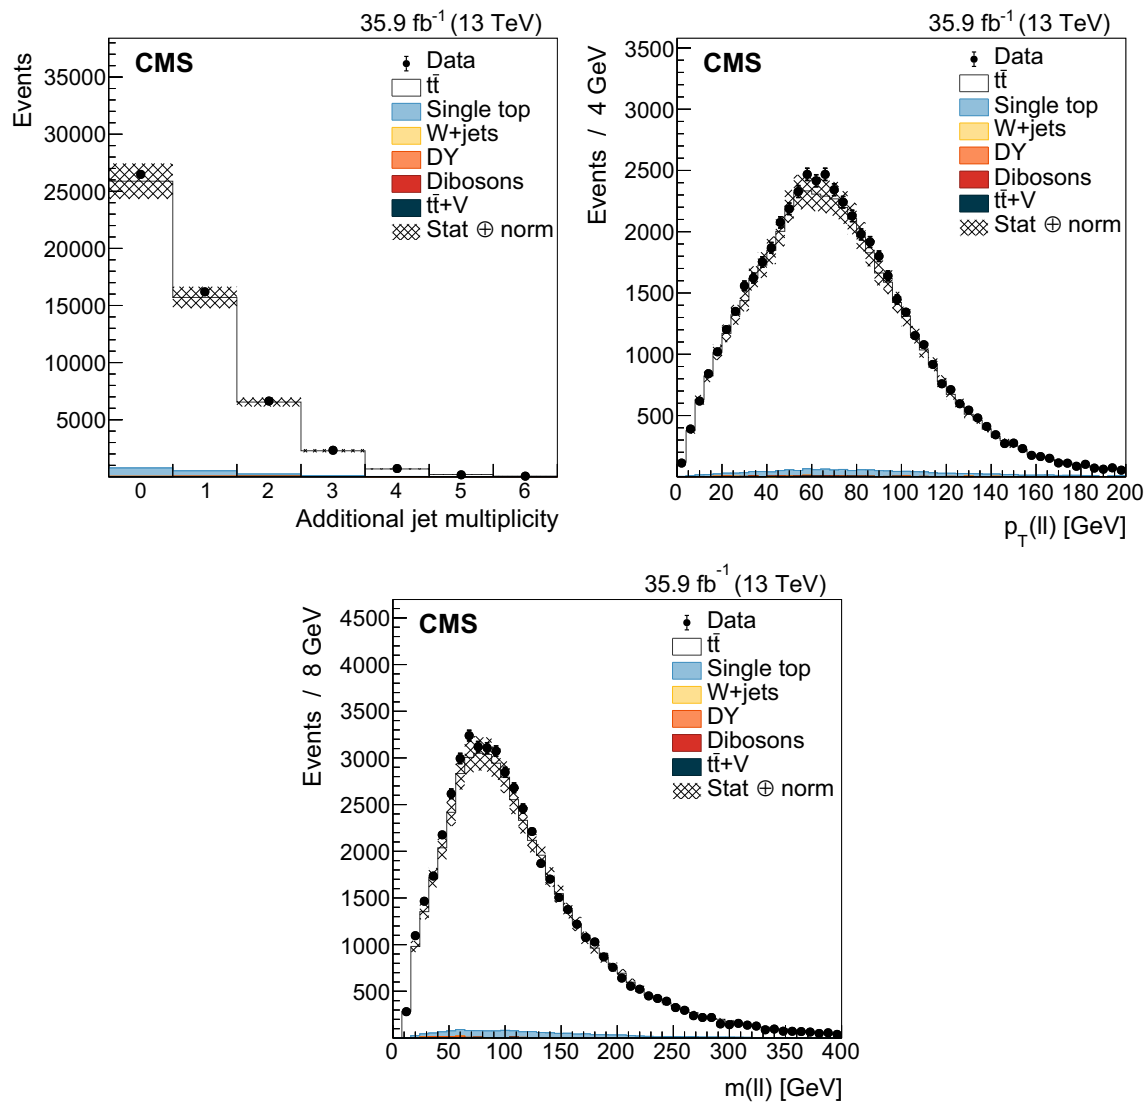 35.9 fb⁻¹ (13 TeV)
CMS
Events
35000
30000
25000
20000
15000
10000
5000
Data
tt̄
Single top
W+jets
DY
Dibosons
tt̄+V
Stat ⊕ norm
0 1 2 3 4 5 6
Additional jet multiplicity
35.9 fb⁻¹ (13 TeV)
CMS
Events / 4 GeV
3500
3000
2500
2000
1500
1000
500
Data
tt̄
Single top
W+jets
DY
Dibosons
tt̄+V
Stat ⊕ norm
0 20 40 60 80 100 120 140 160 180 200
p_T(ll) [GeV]
35.9 fb⁻¹ (13 TeV)
CMS
Events / 8 GeV
4500
4000
3500
3000
2500
2000
1500
1000
500
Data
tt̄
Single top
W+jets
DY
Dibosons
tt̄+V
Stat ⊕ norm
0 50 100 150 200 250 300 350 400
m(ll) [GeV]